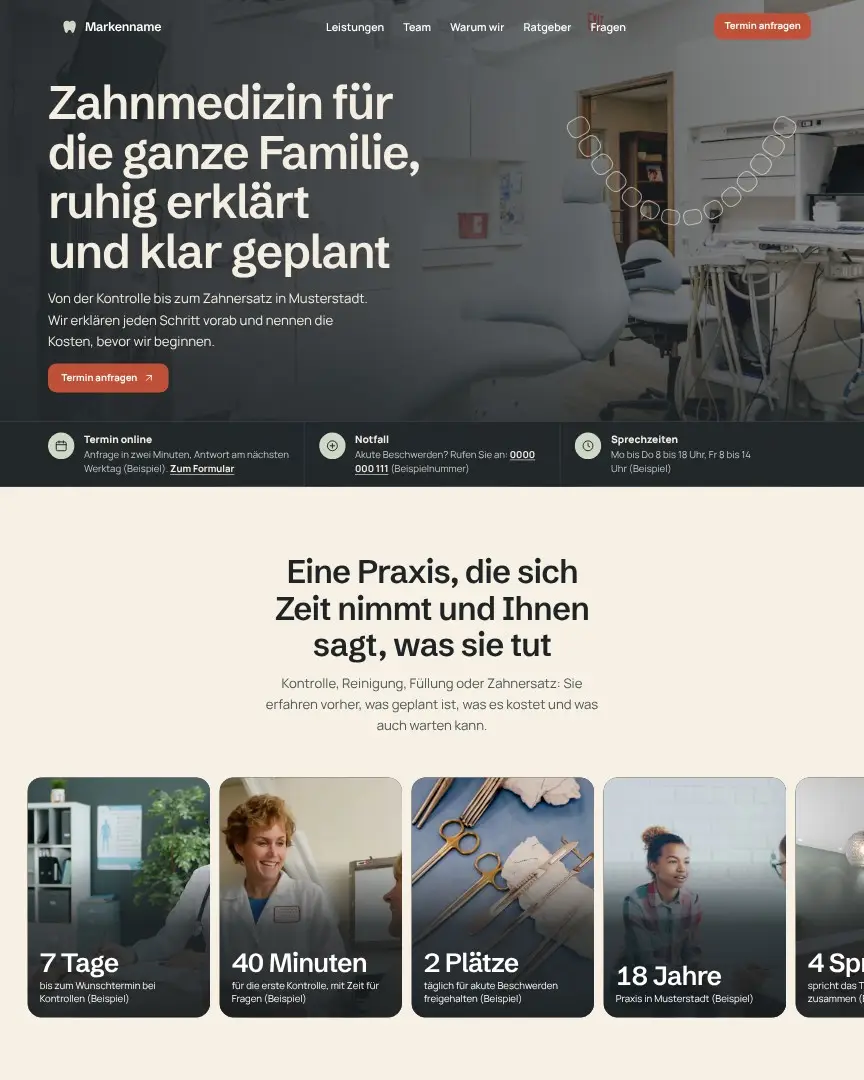 Markenname
Leistungen Team Warum wir Ratgeber Fragen
Termin anfragen
Zahnmedizin für
die ganze Familie,
ruhig erklärt
und klar geplant
Von der Kontrolle bis zum Zahnersatz in Musterstadt.
Wir erklären jeden Schritt vorab und nennen die
Kosten, bevor wir beginnen.
Termin anfragen
Termin online
Anfrage in zwei Minuten, Antwort am nächsten
Werktag (Beispiel). Zum Formular
Notfall
Akute Beschwerden? Rufen Sie an: 0000
000 111 (Beispielnummer)
Sprechzeiten
Mo bis Do 8 bis 18 Uhr, Fr 8 bis 14
Uhr (Beispiel)
Eine Praxis, die sich
Zeit nimmt und Ihnen
sagt, was sie tut
Kontrolle, Reinigung, Füllung oder Zahnersatz: Sie
erfahren vorher, was geplant ist, was es kostet und was
auch warten kann.
7 Tage
bis zum Wunschtermin bei
Kontrollen (Beispiel)
40 Minuten
für die erste Kontrolle, mit Zeit für
Fragen (Beispiel)
2 Plätze
täglich für akute Beschwerden
freigehalten (Beispiel)
18 Jahre
Praxis in Musterstadt (Beispiel)
4 Spr
spricht das T
zusammen (